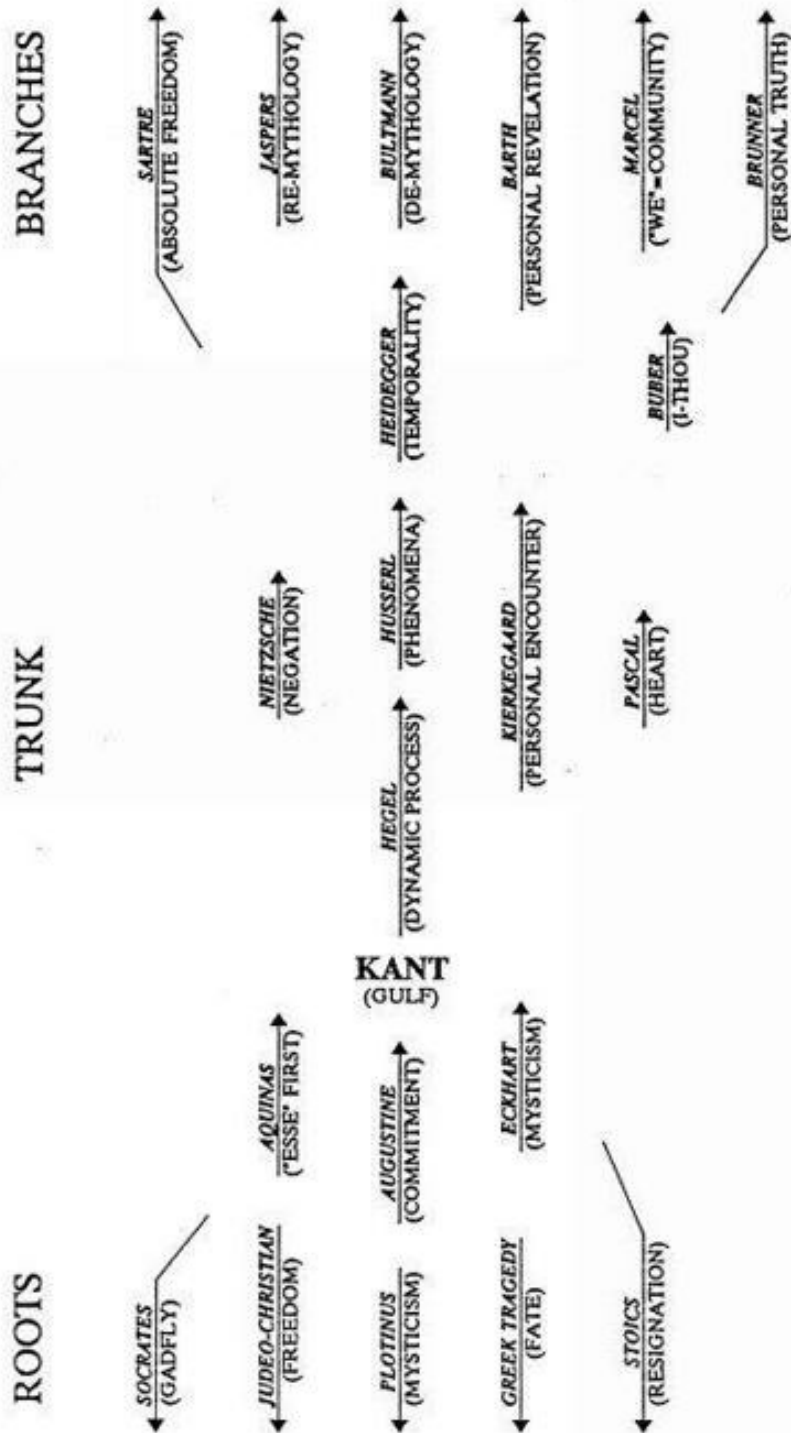 ROOTS
TRUNK
BRANCHES
SOCRATES
(GADFLY)
JUDEO-CHRISTIAN
(FREEDOM)
PLOTINUS
(MYSTICISM)
GREEK TRAGEDY
(FATE)
STOICS
(RESIGNATION)
AQUINAS
("ESSE" FIRST)
AUGUSTINE
(COMMITMENT)
ECKHART
(MYSTICISM)
KANT
(GULF)
HEGEL
(DYNAMIC PROCESS)
NIETZSCHE
(NEGATION)
HUSSERL
(PHENOMENA)
KIERKEGAARD
(PERSONAL ENCOUNTER)
PASCAL
(HEART)
HEIDEGGER
(TEMPORALITY)
BUBER
(I-THOU)
SARTRE
(ABSOLUTE FREEDOM)
JASPERS
(RE-MYTHOLOGY)
BULTMANN
(DE-MYTHOLOGY)
BARTH
(PERSONAL REVELATION)
MARCEL
("WE"=COMMUNITY)
BRUNNER
(PERSONAL TRUTH)